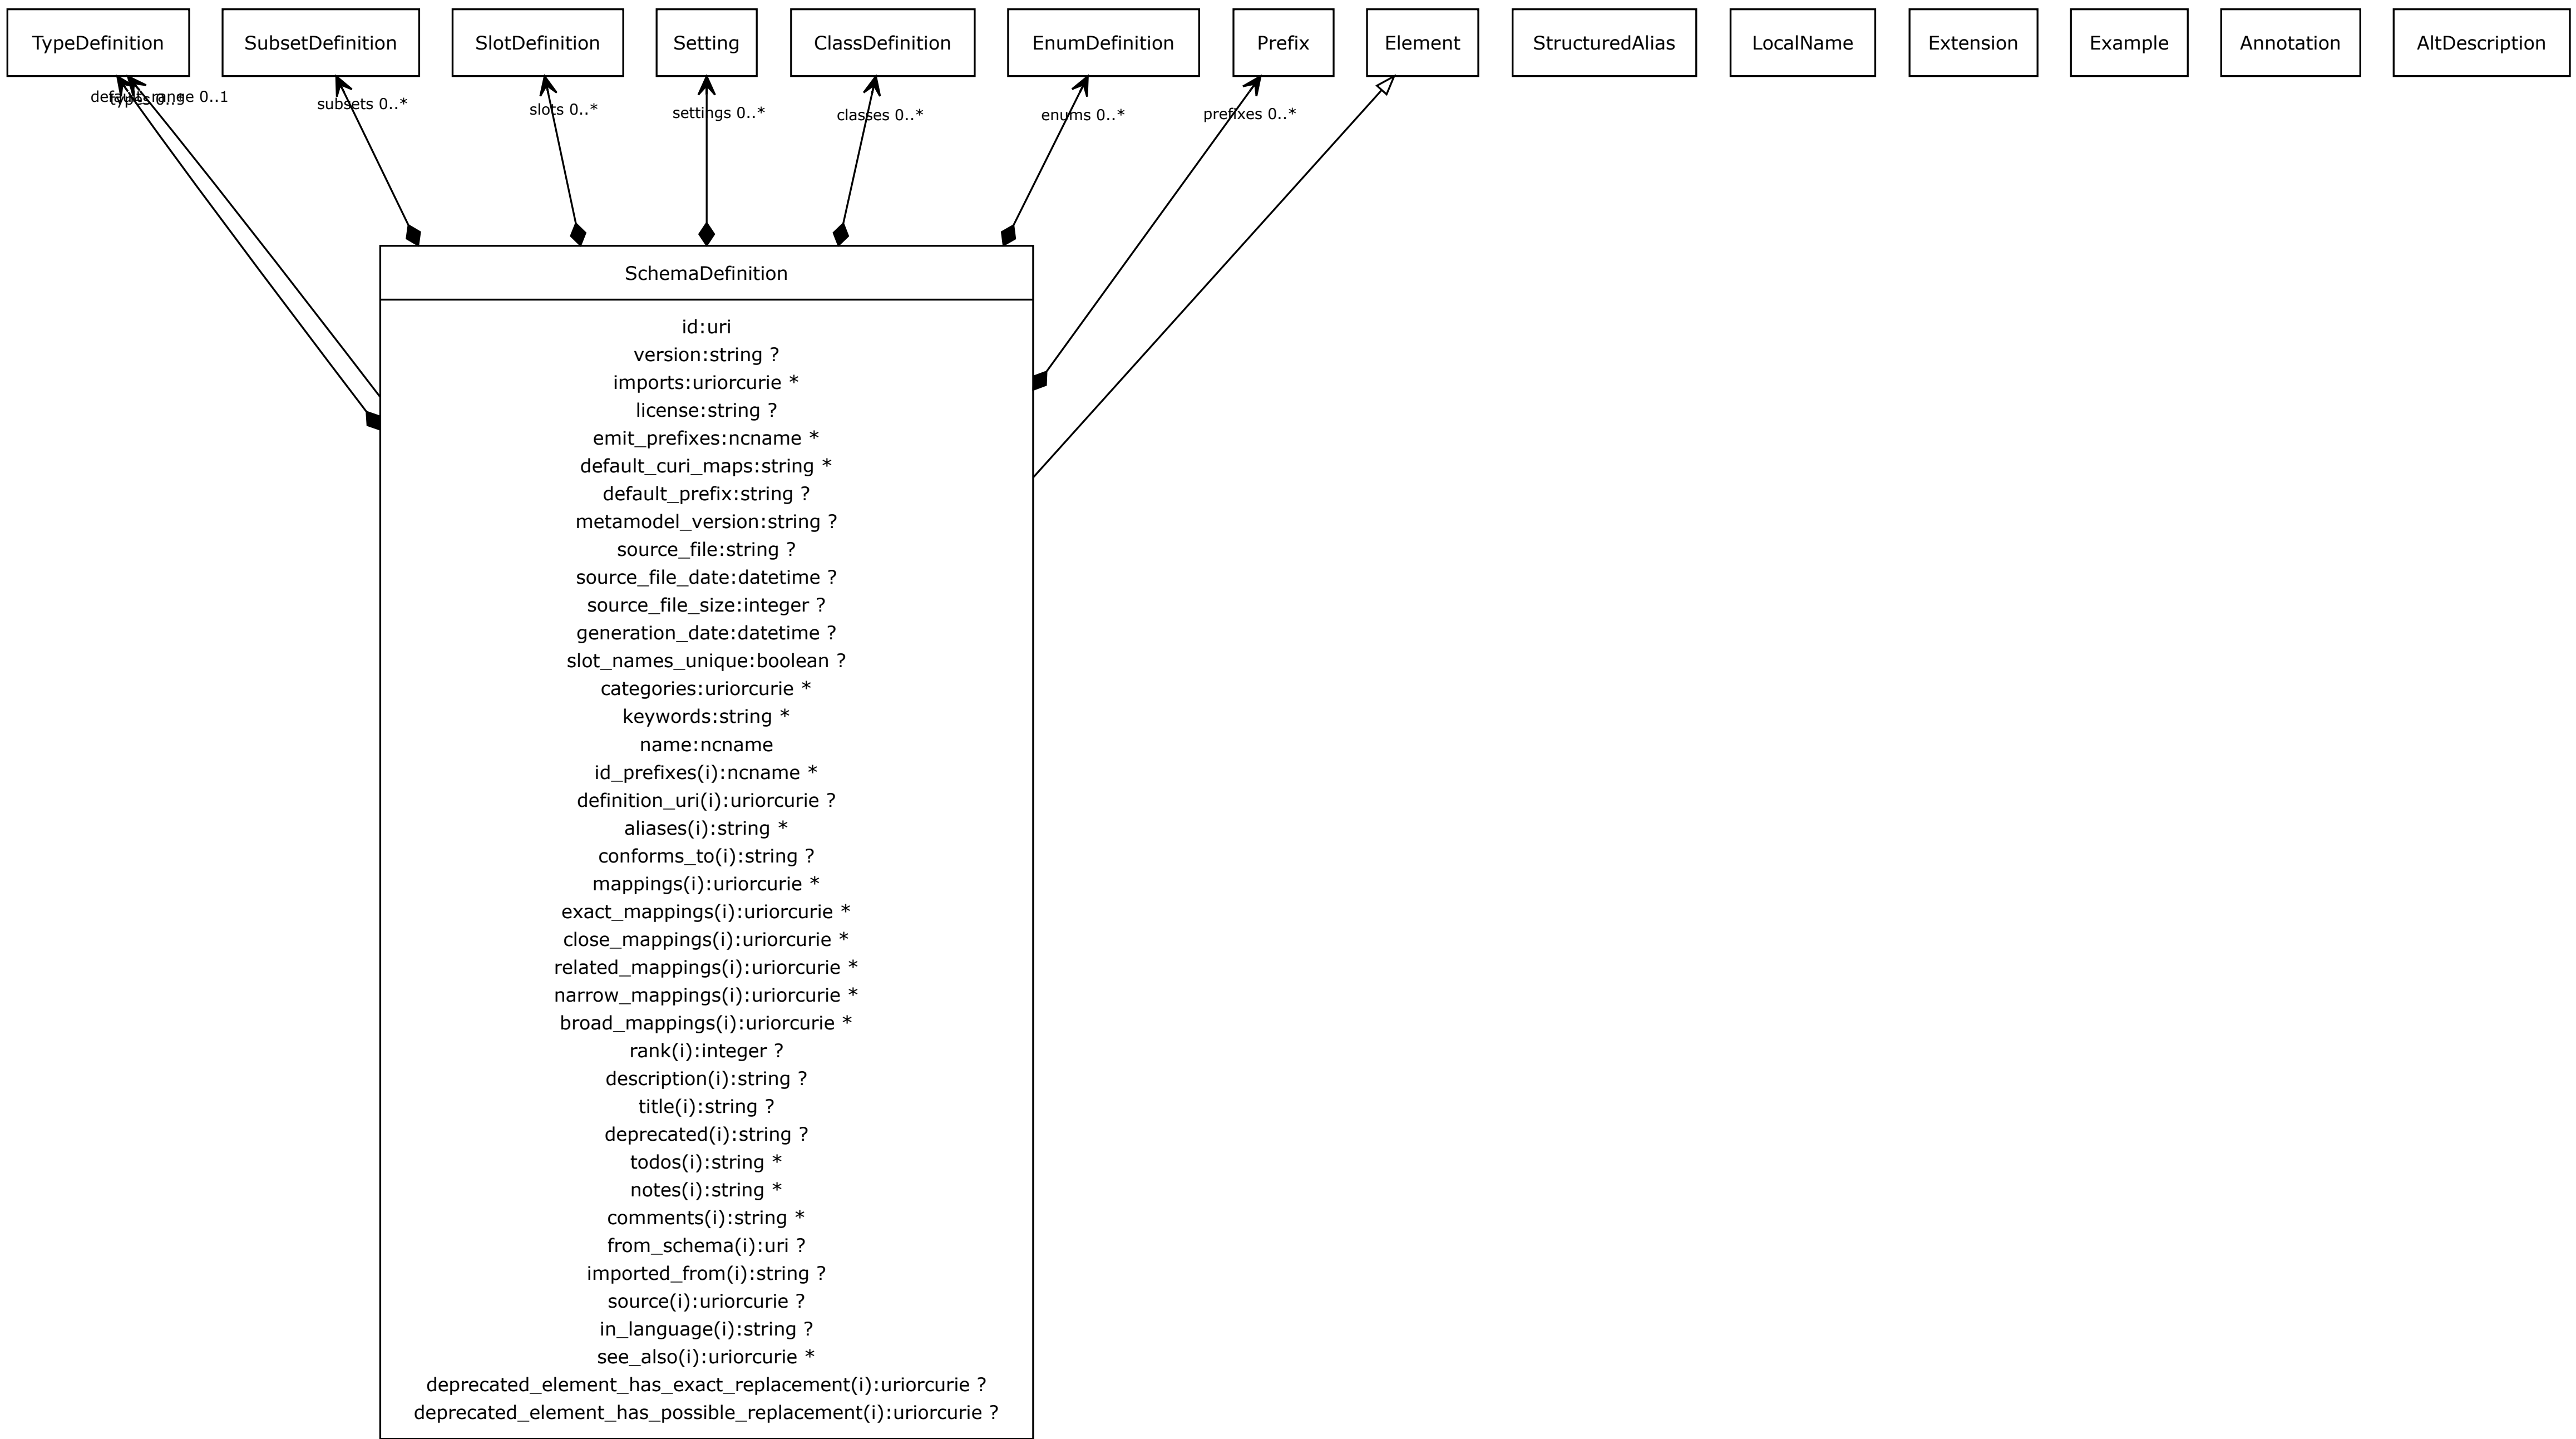 TypeDefinition
SubsetDefinition
SlotDefinition
Setting
ClassDefinition
EnumDefinition
Prefix
Element
StructuredAlias
LocalName
Extension
Example
Annotation
AltDescription
default_range 0..1
types 0..*
subsets 0..*
slots 0..*
settings 0..*
classes 0..*
enums 0..*
prefixes 0..*
SchemaDefinition
id:uri
version:string ?
imports:uriorcurie *
license:string ?
emit_prefixes:ncname *
default_curi_maps:string *
default_prefix:string ?
metamodel_version:string ?
source_file:string ?
source_file_date:datetime ?
source_file_size:integer ?
generation_date:datetime ?
slot_names_unique:boolean ?
categories:uriorcurie *
keywords:string *
name:ncname
id_prefixes(i):ncname *
definition_uri(i):uriorcurie ?
aliases(i):string *
conforms_to(i):string ?
mappings(i):uriorcurie *
exact_mappings(i):uriorcurie *
close_mappings(i):uriorcurie *
related_mappings(i):uriorcurie *
narrow_mappings(i):uriorcurie *
broad_mappings(i):uriorcurie *
rank(i):integer ?
description(i):string ?
title(i):string ?
deprecated(i):string ?
todos(i):string *
notes(i):string *
comments(i):string *
from_schema(i):uri ?
imported_from(i):string ?
source(i):uriorcurie ?
in_language(i):string ?
see_also(i):uriorcurie *
deprecated_element_has_exact_replacement(i):uriorcurie ?
deprecated_element_has_possible_replacement(i):uriorcurie ?